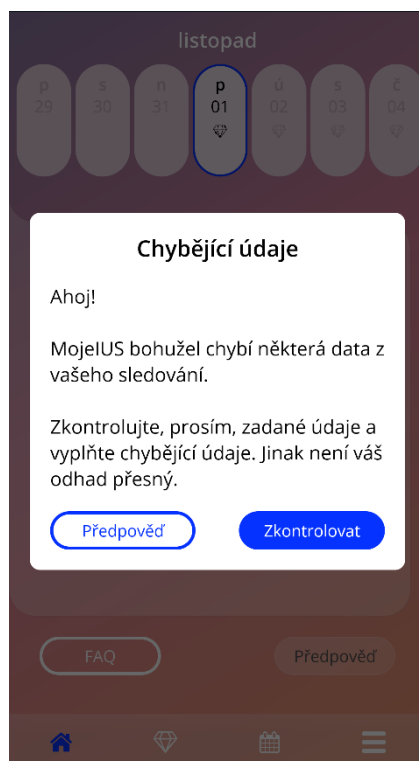 listopad
p s n p ú s č
29 30 31 01 02 03 04
Chybějící údaje
Ahoj!
MojeIUS bohužel chybí některá data z
vašeho sledování.
Zkontrolujte, prosím, zadané údaje a
vyplňte chybějící údaje. Jinak není váš
odhad přesný.
Předpověď Zkontrolovat
FAQ Předpověď